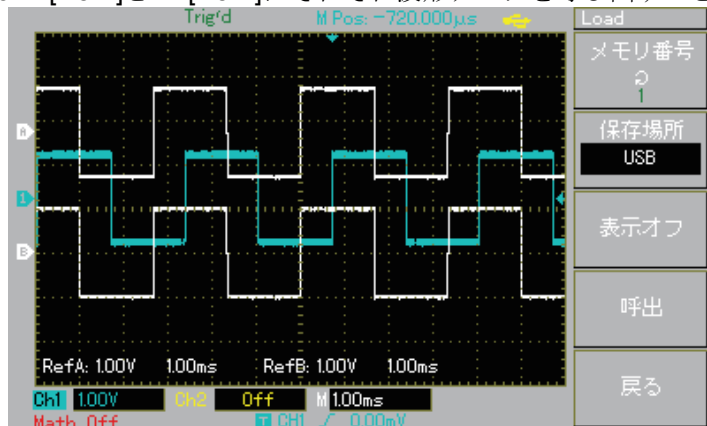 Trig'd M Pos: -720.000µs Load
メモリ番号
1
A
保存場所
USB
1
表示オフ
B
呼出
RefA: 1.00V 1.00ms RefB: 1.00V 1.00ms
戻る
Ch1 1.00V Ch2 Off M 1.00ms
Math Off T CH1 / 0.00mV